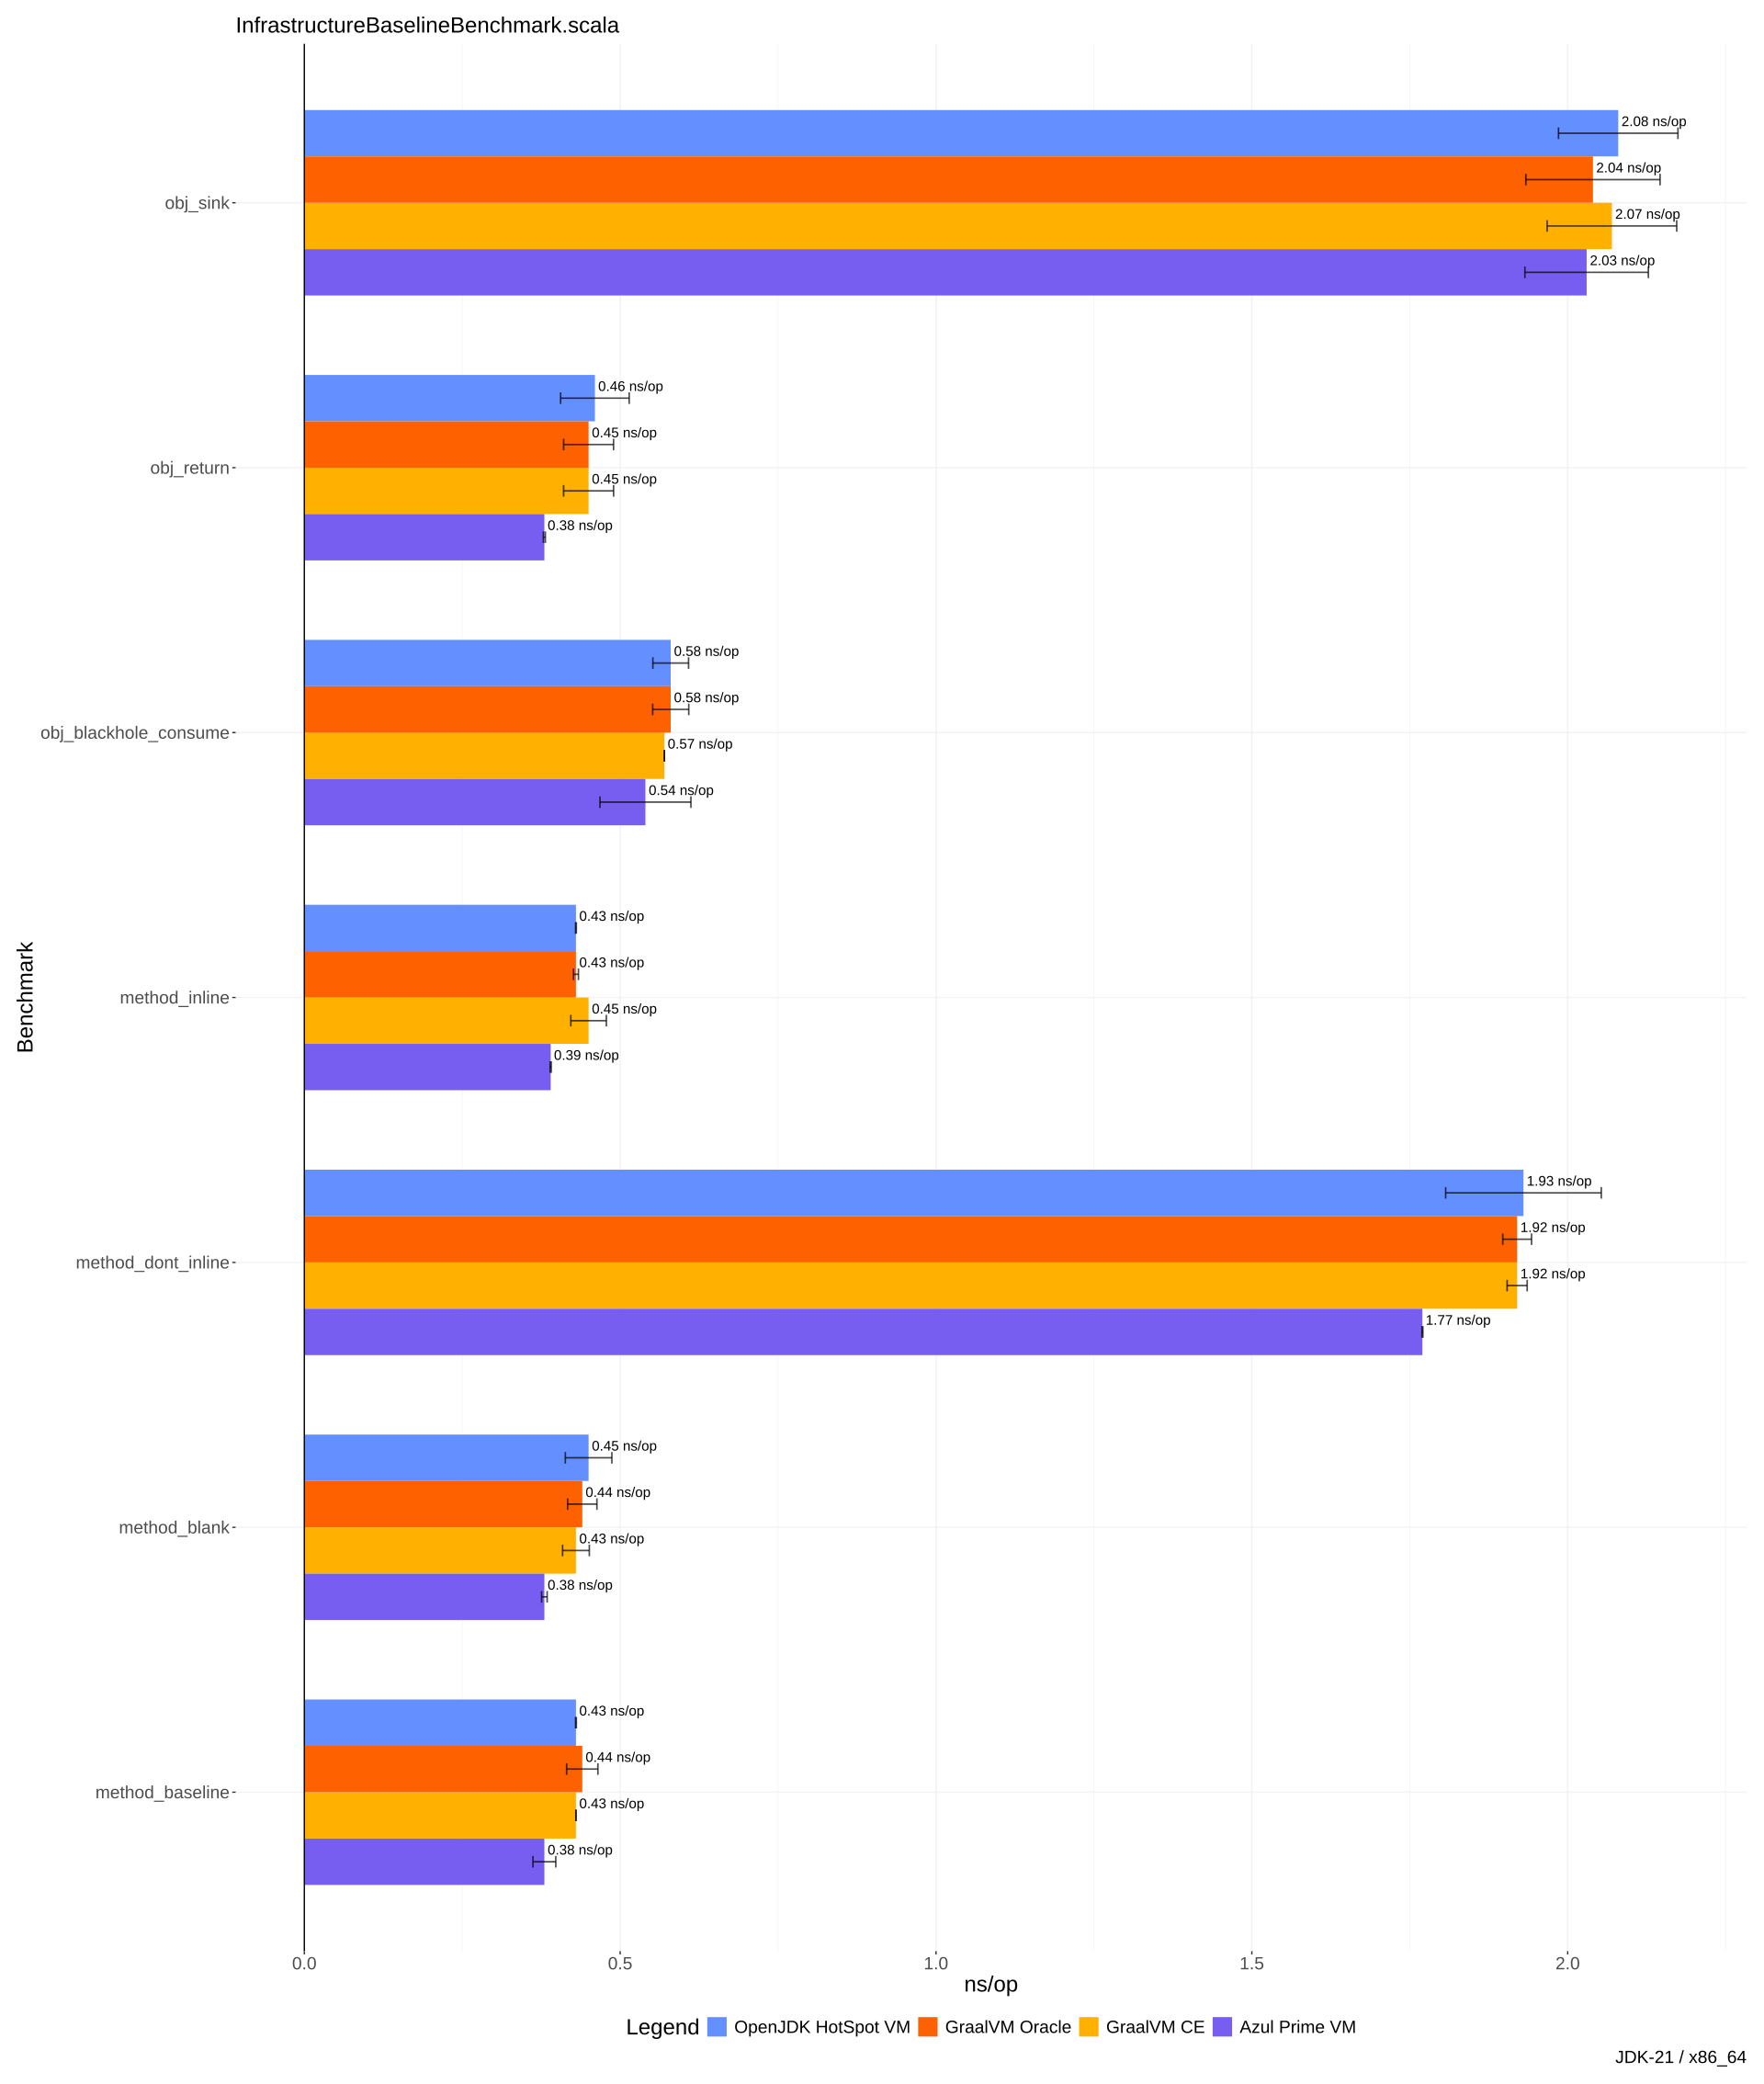 InfrastructureBaselineBenchmark.scala
obj_sink
2.08 ns/op
2.04 ns/op
2.07 ns/op
2.03 ns/op
obj_return
0.46 ns/op
0.45 ns/op
0.45 ns/op
0.38 ns/op
obj_blackhole_consume
0.58 ns/op
0.58 ns/op
0.57 ns/op
0.54 ns/op
method_inline
0.43 ns/op
0.43 ns/op
0.45 ns/op
0.39 ns/op
method_dont_inline
1.93 ns/op
1.92 ns/op
1.92 ns/op
1.77 ns/op
method_blank
0.45 ns/op
0.44 ns/op
0.43 ns/op
0.38 ns/op
method_baseline
0.43 ns/op
0.44 ns/op
0.43 ns/op
0.38 ns/op
Benchmark
0.0 0.5 1.0 1.5 2.0
ns/op
Legend OpenJDK HotSpot VM GraalVM Oracle GraalVM CE Azul Prime VM
JDK-21 / x86_64